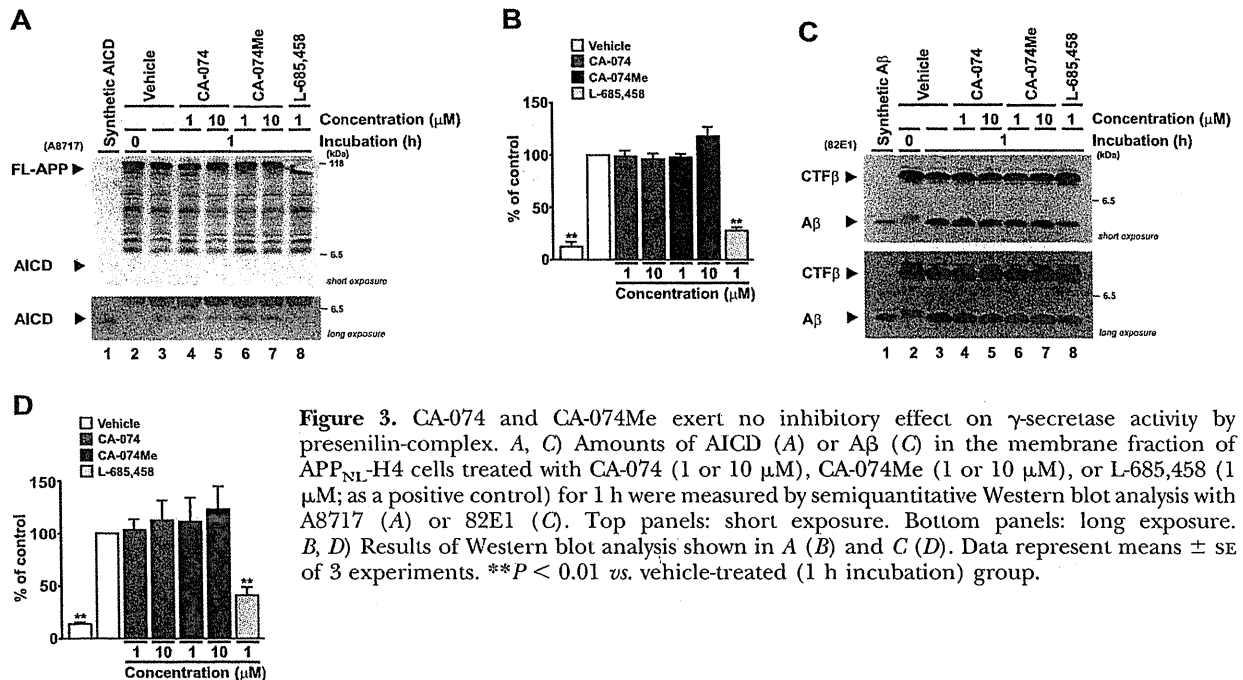 A
Synthetic AICD
Vehicle
CA-074
CA-074Me
L-685,458
1 10 1 10 1 Concentration (μM)
0 1 Incubation (h)
(A8717)
(kDa)
FL-APP
118
6.5
AICD
short exposure
6.5
AICD
long exposure
1 2 3 4 5 6 7 8
B
Vehicle
CA-074
CA-074Me
L-685,458
% of control
150
100
50
0
**
**
1 10 1 10 1
Concentration (μM)
C
Synthetic Aβ
Vehicle
CA-074
CA-074Me
L-685,458
1 10 1 10 1 Concentration (μM)
0 1 Incubation (h)
(82E1)
(kDa)
CTFβ
6.5
Aβ
short exposure
CTFβ
6.5
Aβ
long exposure
1 2 3 4 5 6 7 8
D
Vehicle
CA-074
CA-074Me
L-685,458
% of control
150
100
50
0
**
**
1 10 1 10 1
Concentration (μM)
Figure 3. CA-074 and CA-074Me exert no inhibitory effect on γ-secretase activity by
presenilin-complex. A, C) Amounts of AICD (A) or Aβ (C) in the membrane fraction of
APPNL-H4 cells treated with CA-074 (1 or 10 μM), CA-074Me (1 or 10 μM), or L-685,458 (1
μM; as a positive control) for 1 h were measured by semiquantitative Western blot analysis with
A8717 (A) or 82E1 (C). Top panels: short exposure. Bottom panels: long exposure.
B, D) Results of Western blot analysis shown in A (B) and C (D). Data represent means ± SE
of 3 experiments. **P < 0.01 vs. vehicle-treated (1 h incubation) group.